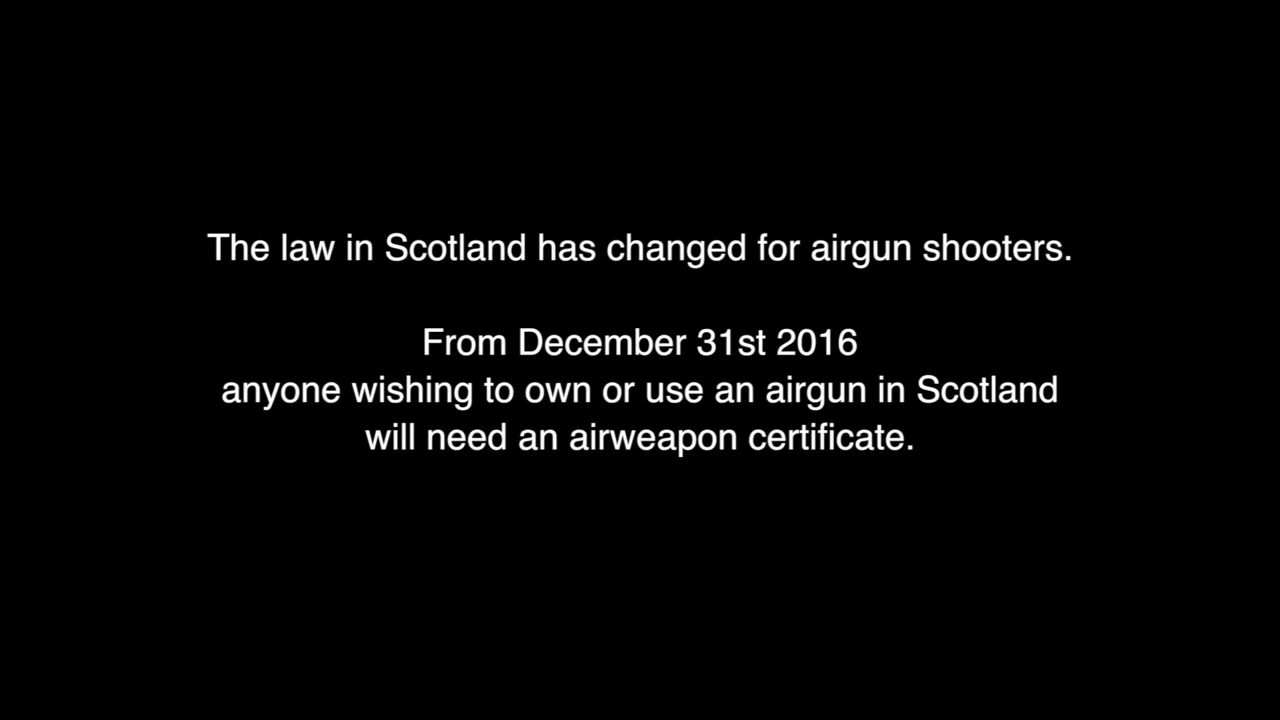 The law in Scotland has changed for airgun shooters.
From December 31st 2016
anyone wishing to own or use an airgun in Scotland
will need an airweapon certificate.